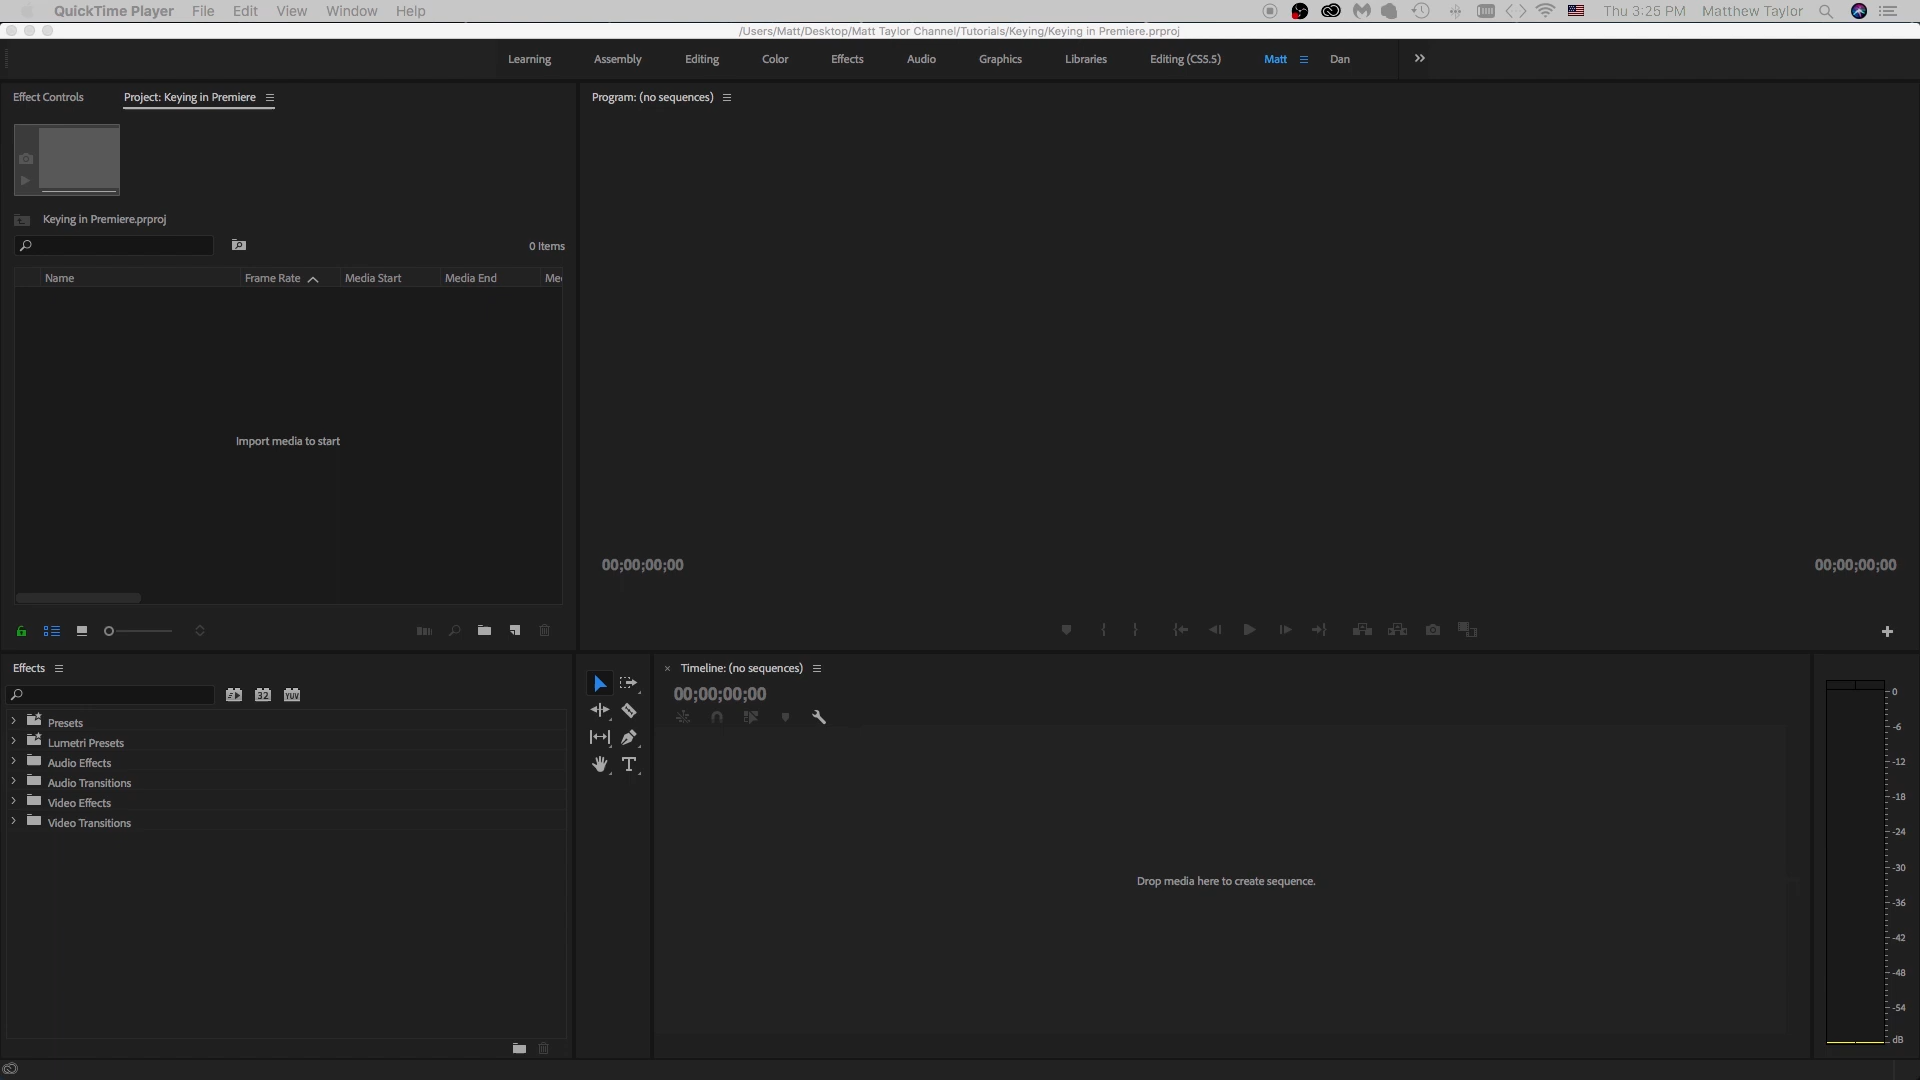 QuickTime Player File Edit View Window Help Thu 3:25 PM Matthew Taylor
/Users/Matt/Desktop/Matt Taylor Channel/Tutorials/Keying/Keying in Premiere.prproj
Learning Assembly Editing Color Effects Audio Graphics Libraries Editing (CS5.5) Matt Dan
Effect Controls Project: Keying in Premiere
Program: (no sequences)
Keying in Premiere.prproj
0 Items
Name Frame Rate Media Start Media End Me
Import media to start
00;00;00;00 00;00;00;00
Effects
32 YUV
Presets
Lumetri Presets
Audio Effects
Audio Transitions
Video Effects
Video Transitions
Timeline: (no sequences)
00;00;00;00
Drop media here to create sequence.
0
-6
-12
-18
-24
-30
-36
-42
-48
-54
dB